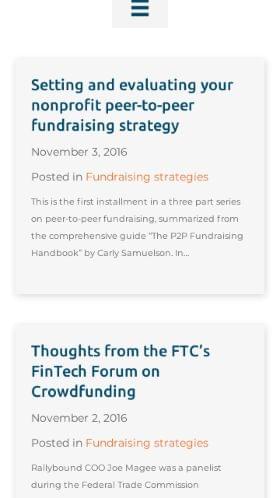 Setting and evaluating your
nonprofit peer-to-peer
fundraising strategy
November 3, 2016
Posted in Fundraising strategies
This is the first installment in a three part series
on peer-to-peer fundraising, summarized from
the comprehensive guide “The P2P Fundraising
Handbook” by Carly Samuelson. In...
Thoughts from the FTC’s
FinTech Forum on
Crowdfunding
November 2, 2016
Posted in Fundraising strategies
Rallybound COO Joe Magee was a panelist
during the Federal Trade Commission